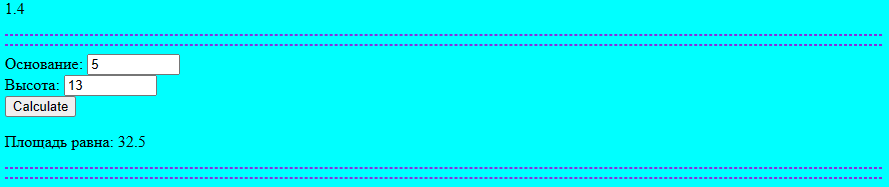 1.4
Основание: 5
Высота: 13
Calculate
Площадь равна: 32.5